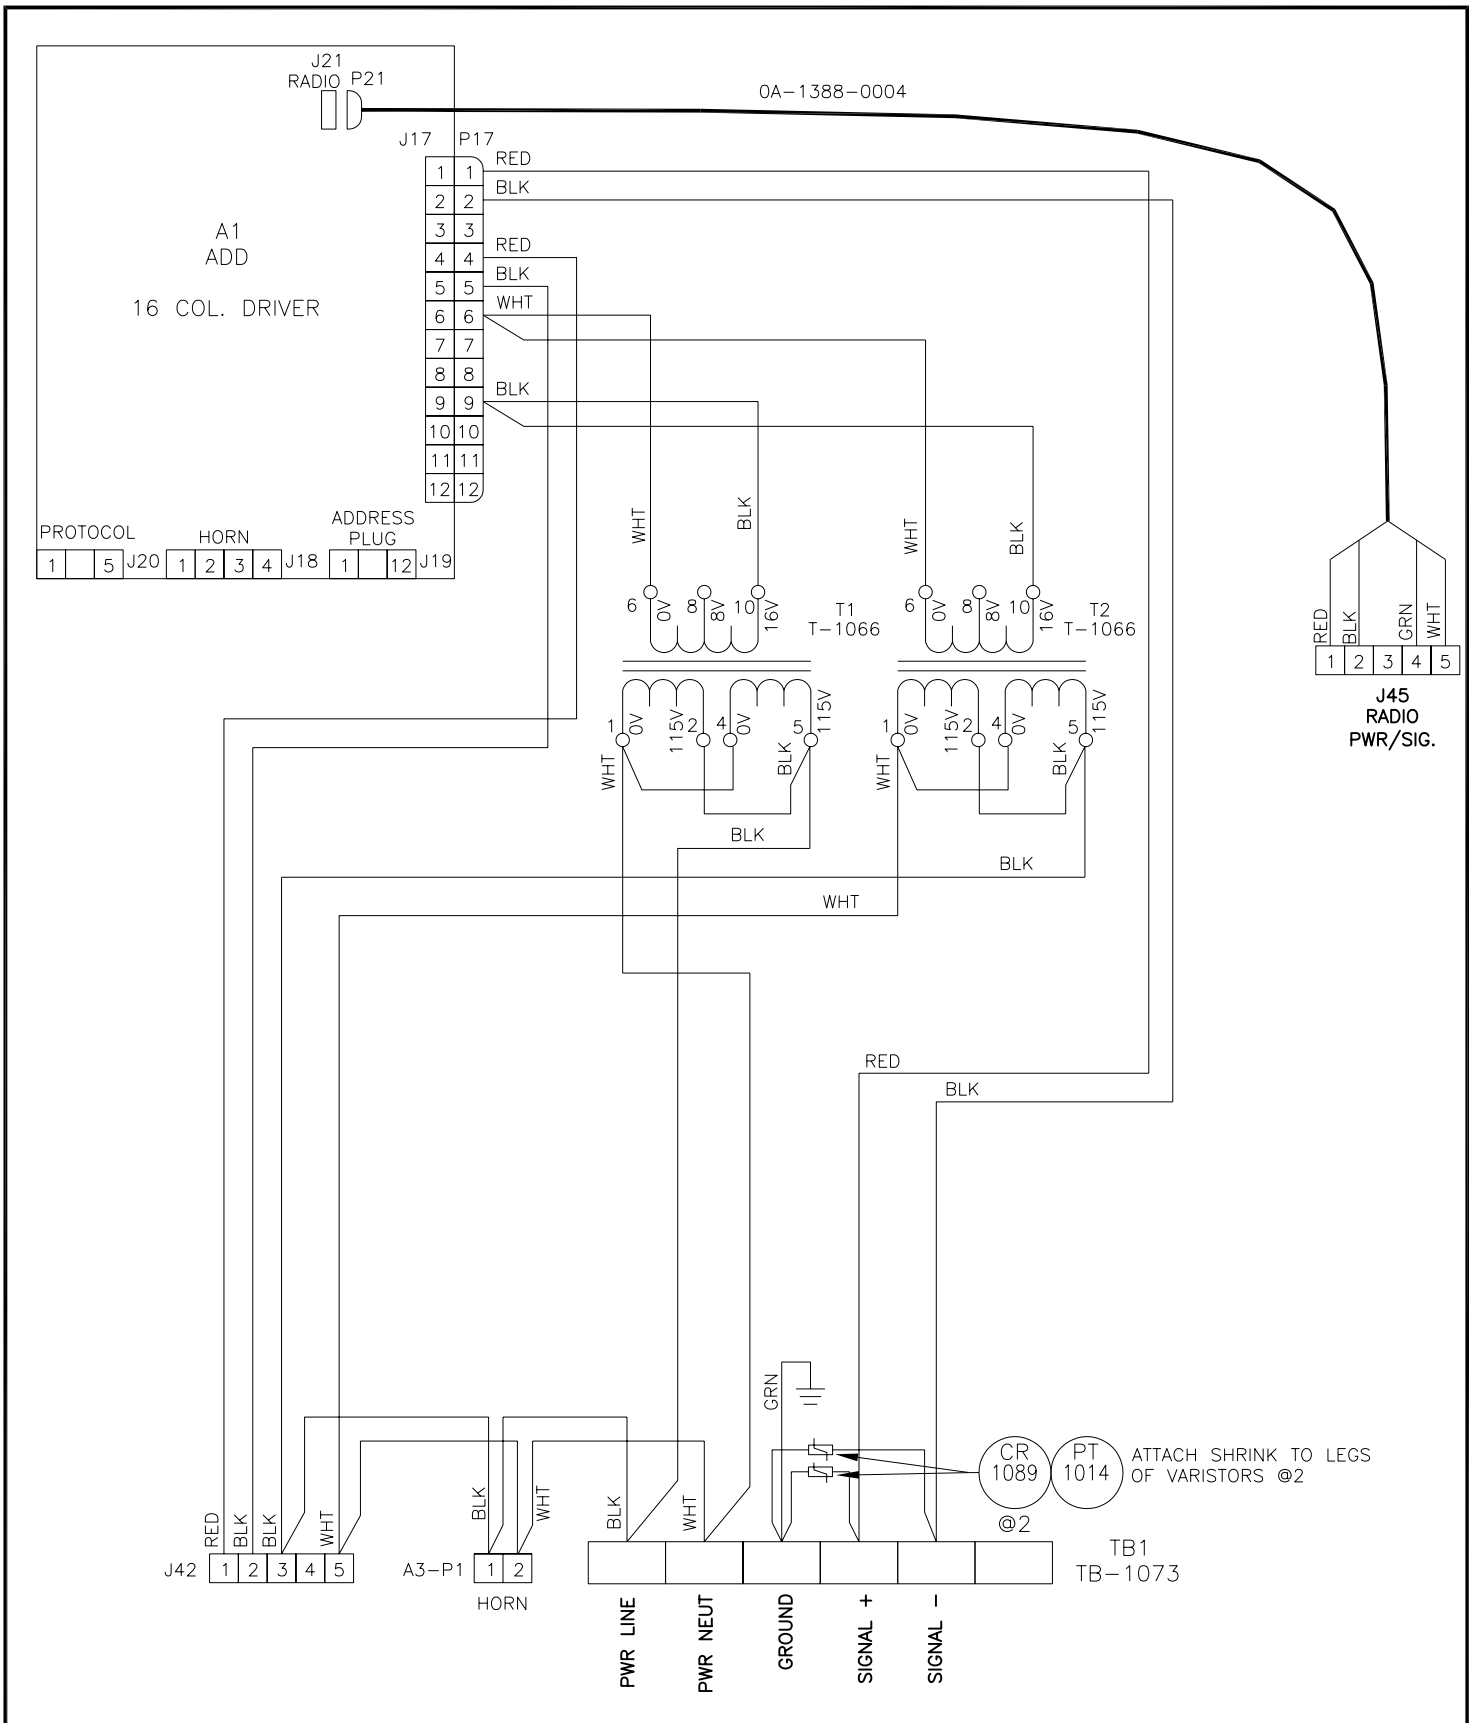 J21
RADIO P21
0A-1388-0004
J17 P17
RED
BLK
RED
BLK
WHT
BLK
1 1
2 2
3 3
4 4
5 5
6 6
7 7
8 8
9 9
10 10
11 11
12 12
A1
ADD
16 COL. DRIVER
PROTOCOL
1 5 J20
HORN
1 2 3 4 J18
ADDRESS
PLUG
1 12 J19
WHT
BLK
WHT
BLK
6 0V 8 8V 10 16V
T1
T-1066
6 0V 8 8V 10 16V
T2
T-1066
1 0V 115V 2 4 0V 5 115V
1 0V 115V 2 4 0V 5 115V
WHT
BLK
WHT
BLK
RED
BLK
GRN
WHT
1 2 3 4 5
J45
RADIO
PWR/SIG.
BLK
BLK
WHT
RED
BLK
GRN
CR
1089
PT
1014
ATTACH SHRINK TO LEGS
OF VARISTORS @2
@2
RED
BLK
BLK
WHT
J42 1 2 3 4 5
BLK
WHT
A3-P1 1 2
HORN
BLK
WHT
TB1
TB-1073
PWR LINE
PWR NEUT
GROUND
SIGNAL +
SIGNAL -